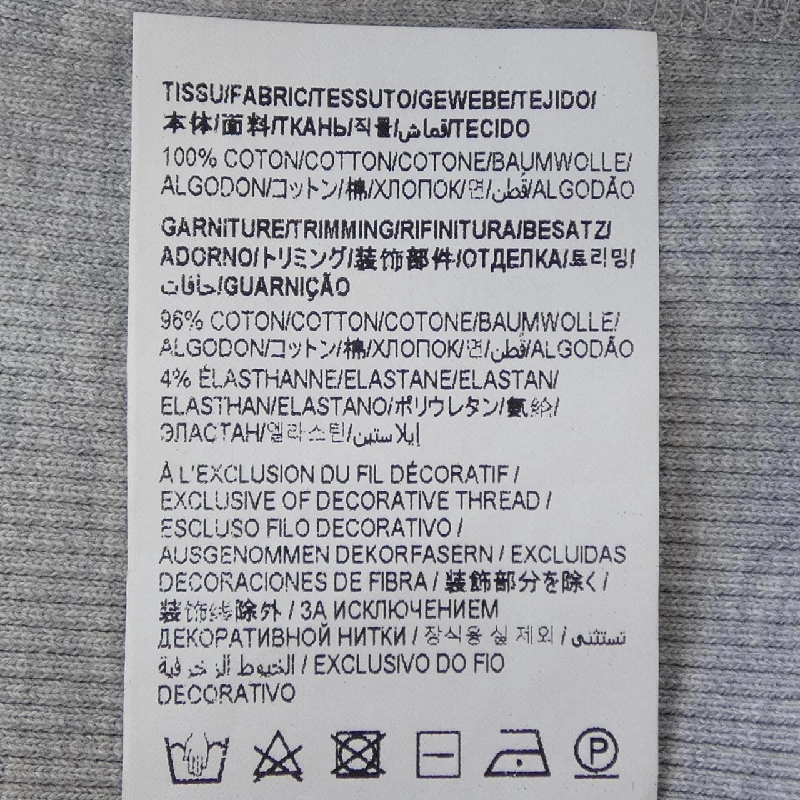 TISSU/FABRIC/TESSUTO/GEWEBE/TEJIDO/
本体/面料/ТКАНЬ/직물/قماش/TECIDO
100% COTON/COTTON/COTONE/BAUMWOLLE/
ALGODON/コットン/棉/ХЛОПОК/면/قطن/ALGODÃO
GARNITURE/TRIMMING/RIFINITURA/BESATZ/
ADORNO/トリミング/装饰部件/ОТДЕЛКА/트리밍/
حافات/GUARNIÇÃO
96% COTON/COTTON/COTONE/BAUMWOLLE/
ALGODON/コットン/棉/ХЛОПОК/면/قطن/ALGODÃO
4% ÉLASTHANNE/ELASTANE/ELASTAN/
ELASTHAN/ELASTANO/ポリウレタン/氨纶/
ЭЛАСТАН/엘라스틴/إيلاستين
À L'EXCLUSION DU FIL DÉCORATIF /
EXCLUSIVE OF DECORATIVE THREAD /
ESCLUSO FILO DECORATIVO /
AUSGENOMMEN DEKORFASERN / EXCLUIDAS
DECORACIONES DE FIBRA / 装飾部分を除く /
装饰线除外 / ЗА ИСКЛЮЧЕНИЕМ
ДЕКОРАТИВНОЙ НИТКИ / 장식용 실 제외 / تستثنى
الخيوط الزخرفية / EXCLUSIVO DO FIO
DECORATIVO
P